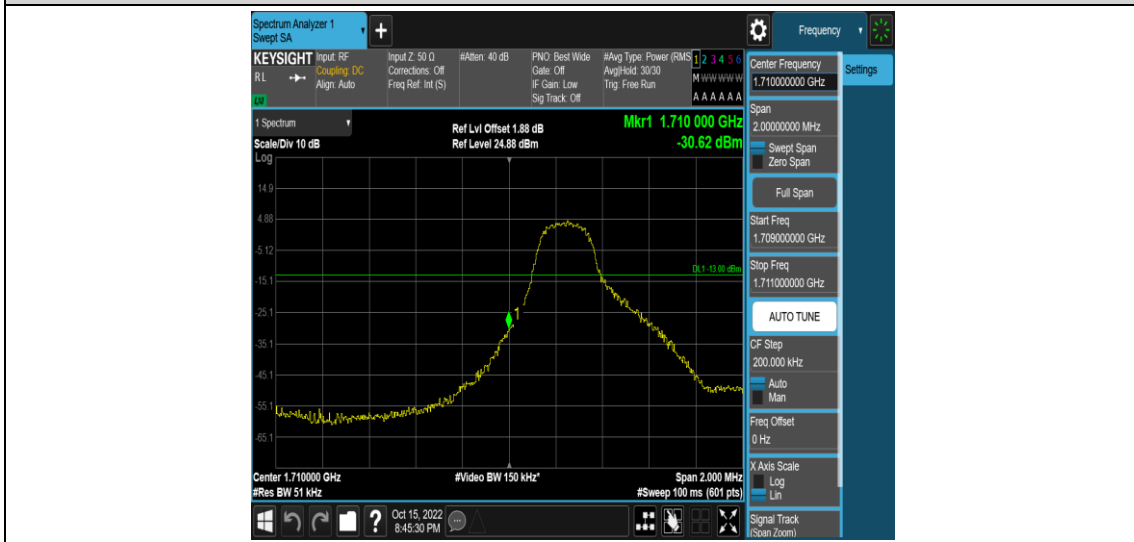 Spectrum Analyzer 1
Swept SA
+
Frequency
KEYSIGHT
RL
LXI
Input: RF
Coupling: DC
Align: Auto
Input Z: 50 Ω
Corrections: Off
Freq Ref: Int (S)
#Atten: 40 dB
PNO: Best Wide
Gate: Off
IF Gain: Low
Sig Track: Off
#Avg Type: Power (RMS
Avg|Hold: 30/30
Trig: Free Run
1 2 3 4 5 6
M W W W W W
A A A A A A
1 Spectrum
Scale/Div 10 dB
Log
Ref Lvl Offset 1.88 dB
Ref Level 24.88 dBm
Mkr1 1.710 000 GHz
-30.62 dBm
14.9
4.88
-5.12
DL1 -13.00 dBm
-15.1
1
-25.1
-35.1
-45.1
-55.1
-65.1
Center 1.710000 GHz
#Res BW 51 kHz
#Video BW 150 kHz*
Span 2.000 MHz
#Sweep 100 ms (601 pts)
Center Frequency
1.710000000 GHz
Settings
Span
2.00000000 MHz
Swept Span
Zero Span
Full Span
Start Freq
1.709000000 GHz
Stop Freq
1.711000000 GHz
AUTO TUNE
CF Step
200.000 kHz
Auto
Man
Freq Offset
0 Hz
X Axis Scale
Log
Lin
Signal Track
(Span Zoom)
?
Oct 15, 2022
8:45:30 PM